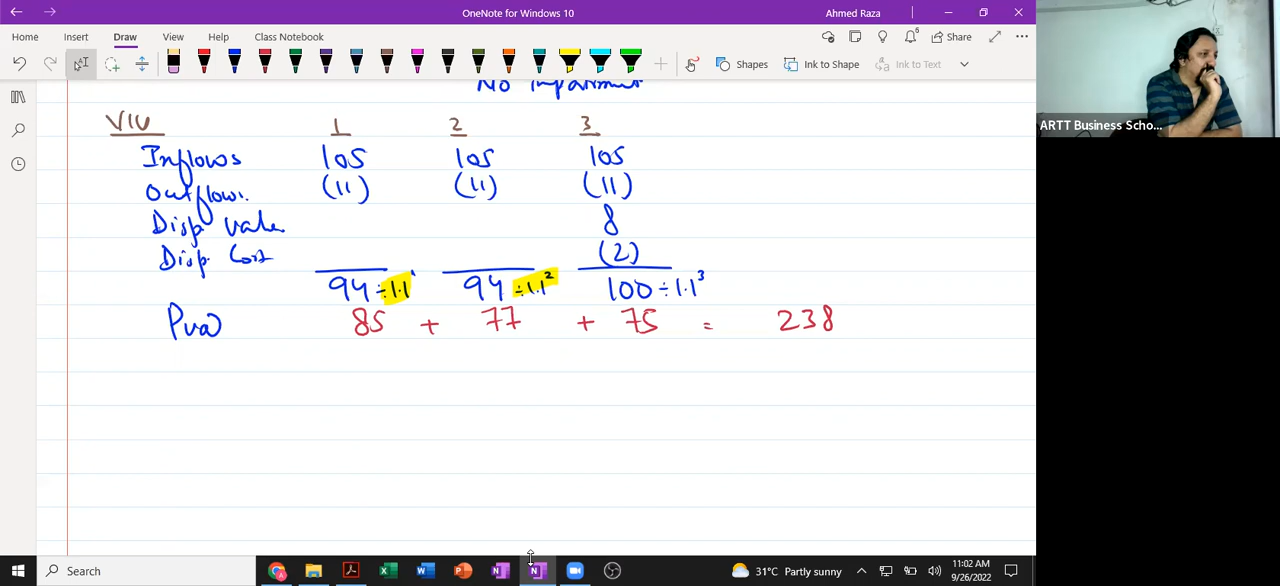 OneNote for Windows 10
Ahmed Raza
Home Insert Draw View Help Class Notebook
Share
Shapes Ink to Shape Ink to Text
No Impairment
VIU 1 2 3
Inflows 105 105 105
Outflows. (11) (11) (11)
Disp value 8
Disp Cost (2)
94 ÷1.1¹ 94 ÷1.1² 100 ÷1.1³
85 + 77 + 75 = 238
ARTT Business Scho...
Search
31°C Partly sunny
11:02 AM
9/26/2022